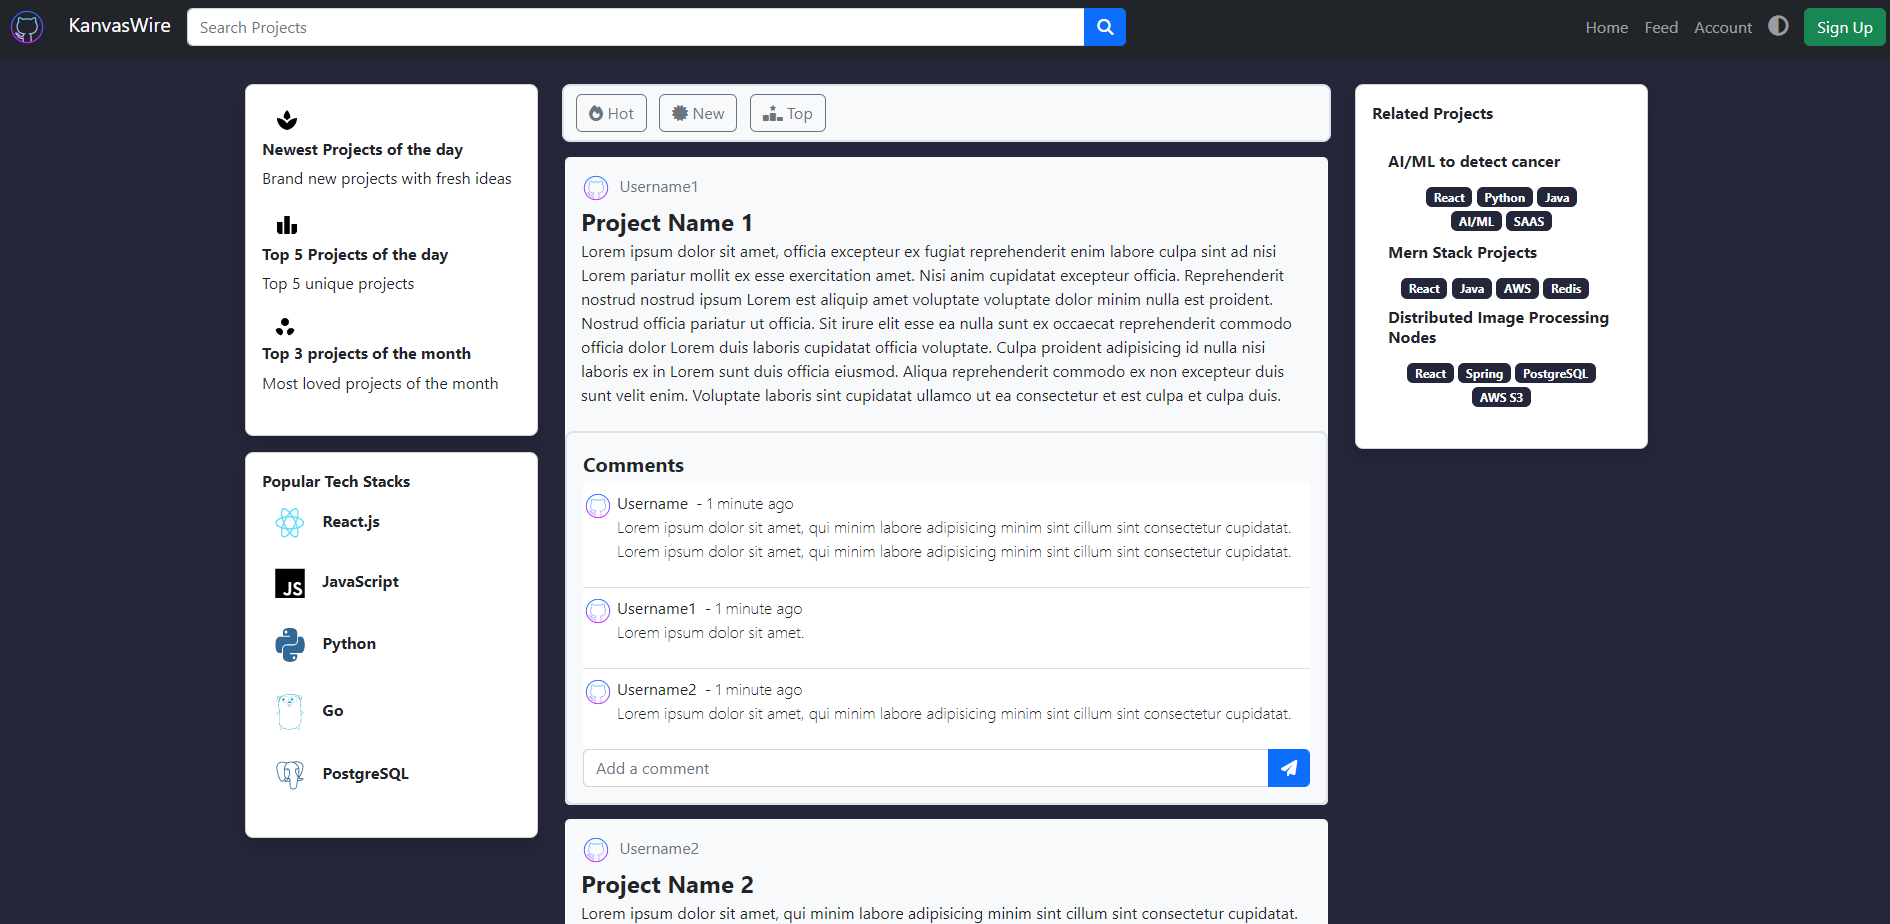 KanvasWire
Search Projects
Home
Feed
Account
Sign Up
Newest Projects of the day
Brand new projects with fresh ideas
Top 5 Projects of the day
Top 5 unique projects
Top 3 projects of the month
Most loved projects of the month
Popular Tech Stacks
React.js
JS
JavaScript
Python
Go
PostgreSQL
Hot
New
Top
Username1
Project Name 1
Lorem ipsum dolor sit amet, officia excepteur ex fugiat reprehenderit enim labore culpa sint ad nisi
Lorem pariatur mollit ex esse exercitation amet. Nisi anim cupidatat excepteur officia. Reprehenderit
nostrud nostrud ipsum Lorem est aliquip amet voluptate voluptate dolor minim nulla est proident.
Nostrud officia pariatur ut officia. Sit irure elit esse ea nulla sunt ex occaecat reprehenderit commodo
officia dolor Lorem duis laboris cupidatat officia voluptate. Culpa proident adipisicing id nulla nisi
laboris ex in Lorem sunt duis officia eiusmod. Aliqua reprehenderit commodo ex non excepteur duis
sunt velit enim. Voluptate laboris sint cupidatat ullamco ut ea consectetur et est culpa et culpa duis.
Comments
Username - 1 minute ago
Lorem ipsum dolor sit amet, qui minim labore adipisicing minim sint cillum sint consectetur cupidatat.
Lorem ipsum dolor sit amet, qui minim labore adipisicing minim sint cillum sint consectetur cupidatat.
Username1 - 1 minute ago
Lorem ipsum dolor sit amet.
Username2 - 1 minute ago
Lorem ipsum dolor sit amet, qui minim labore adipisicing minim sint cillum sint consectetur cupidatat.
Add a comment
Username2
Project Name 2
Lorem ipsum dolor sit amet, qui minim labore adipisicing minim sint cillum sint consectetur cupidatat.
Related Projects
AI/ML to detect cancer
React Python Java
AI/ML SAAS
Mern Stack Projects
React Java AWS Redis
Distributed Image Processing
Nodes
React Spring PostgreSQL
AWS S3